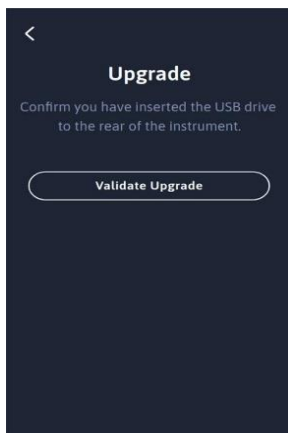 Upgrade
Confirm you have inserted the USB drive
to the rear of the instrument.
Validate Upgrade